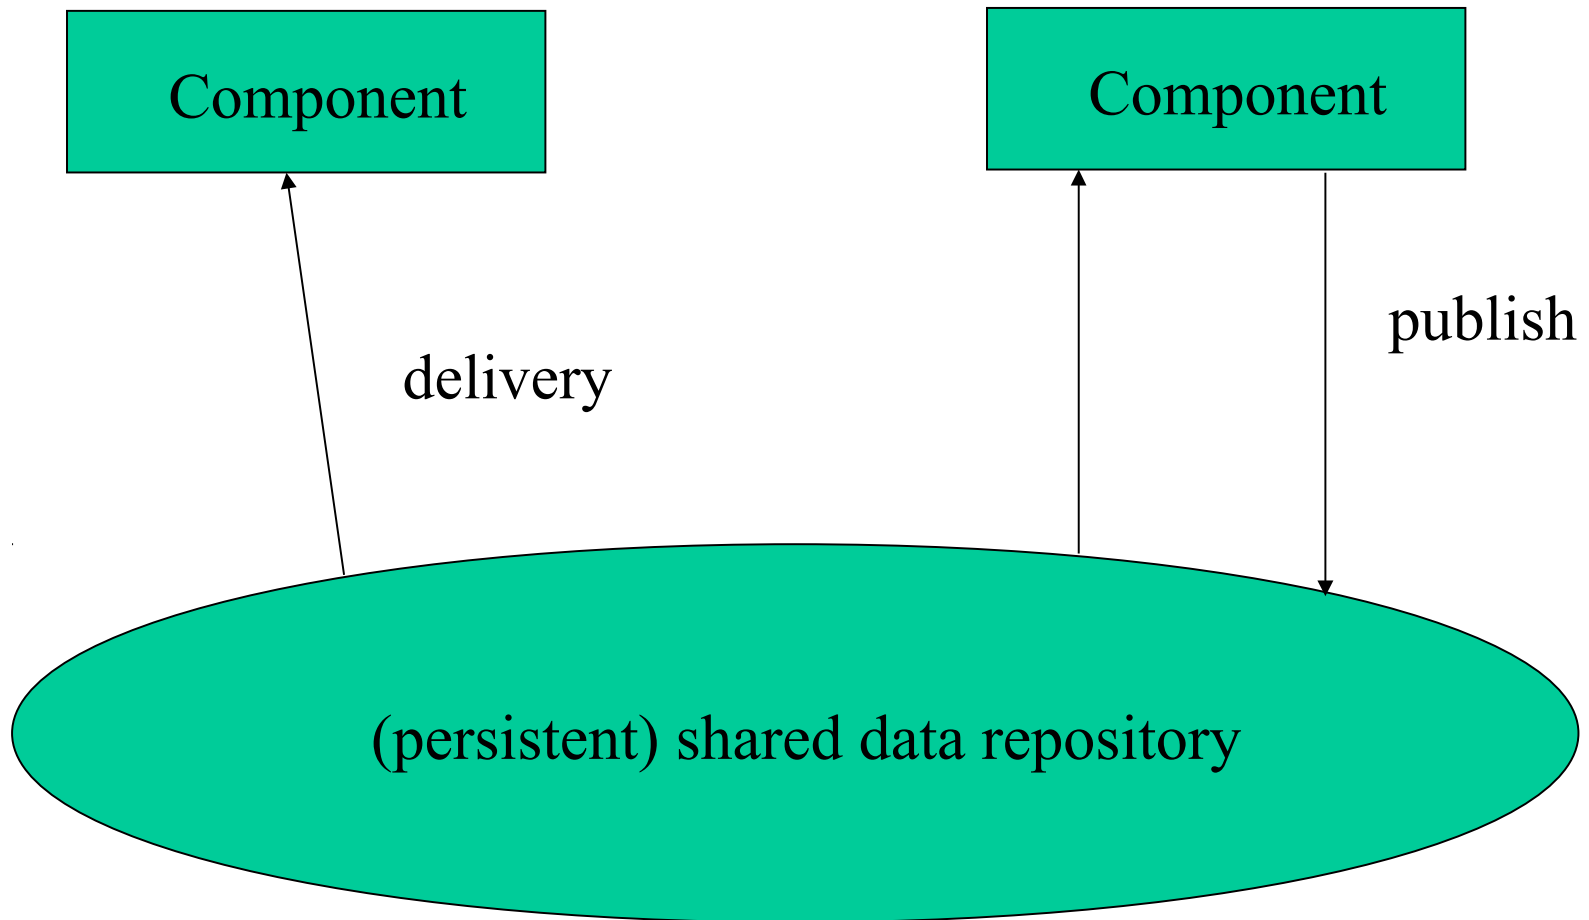 Component
Component
publish
delivery
(persistent) shared data repository